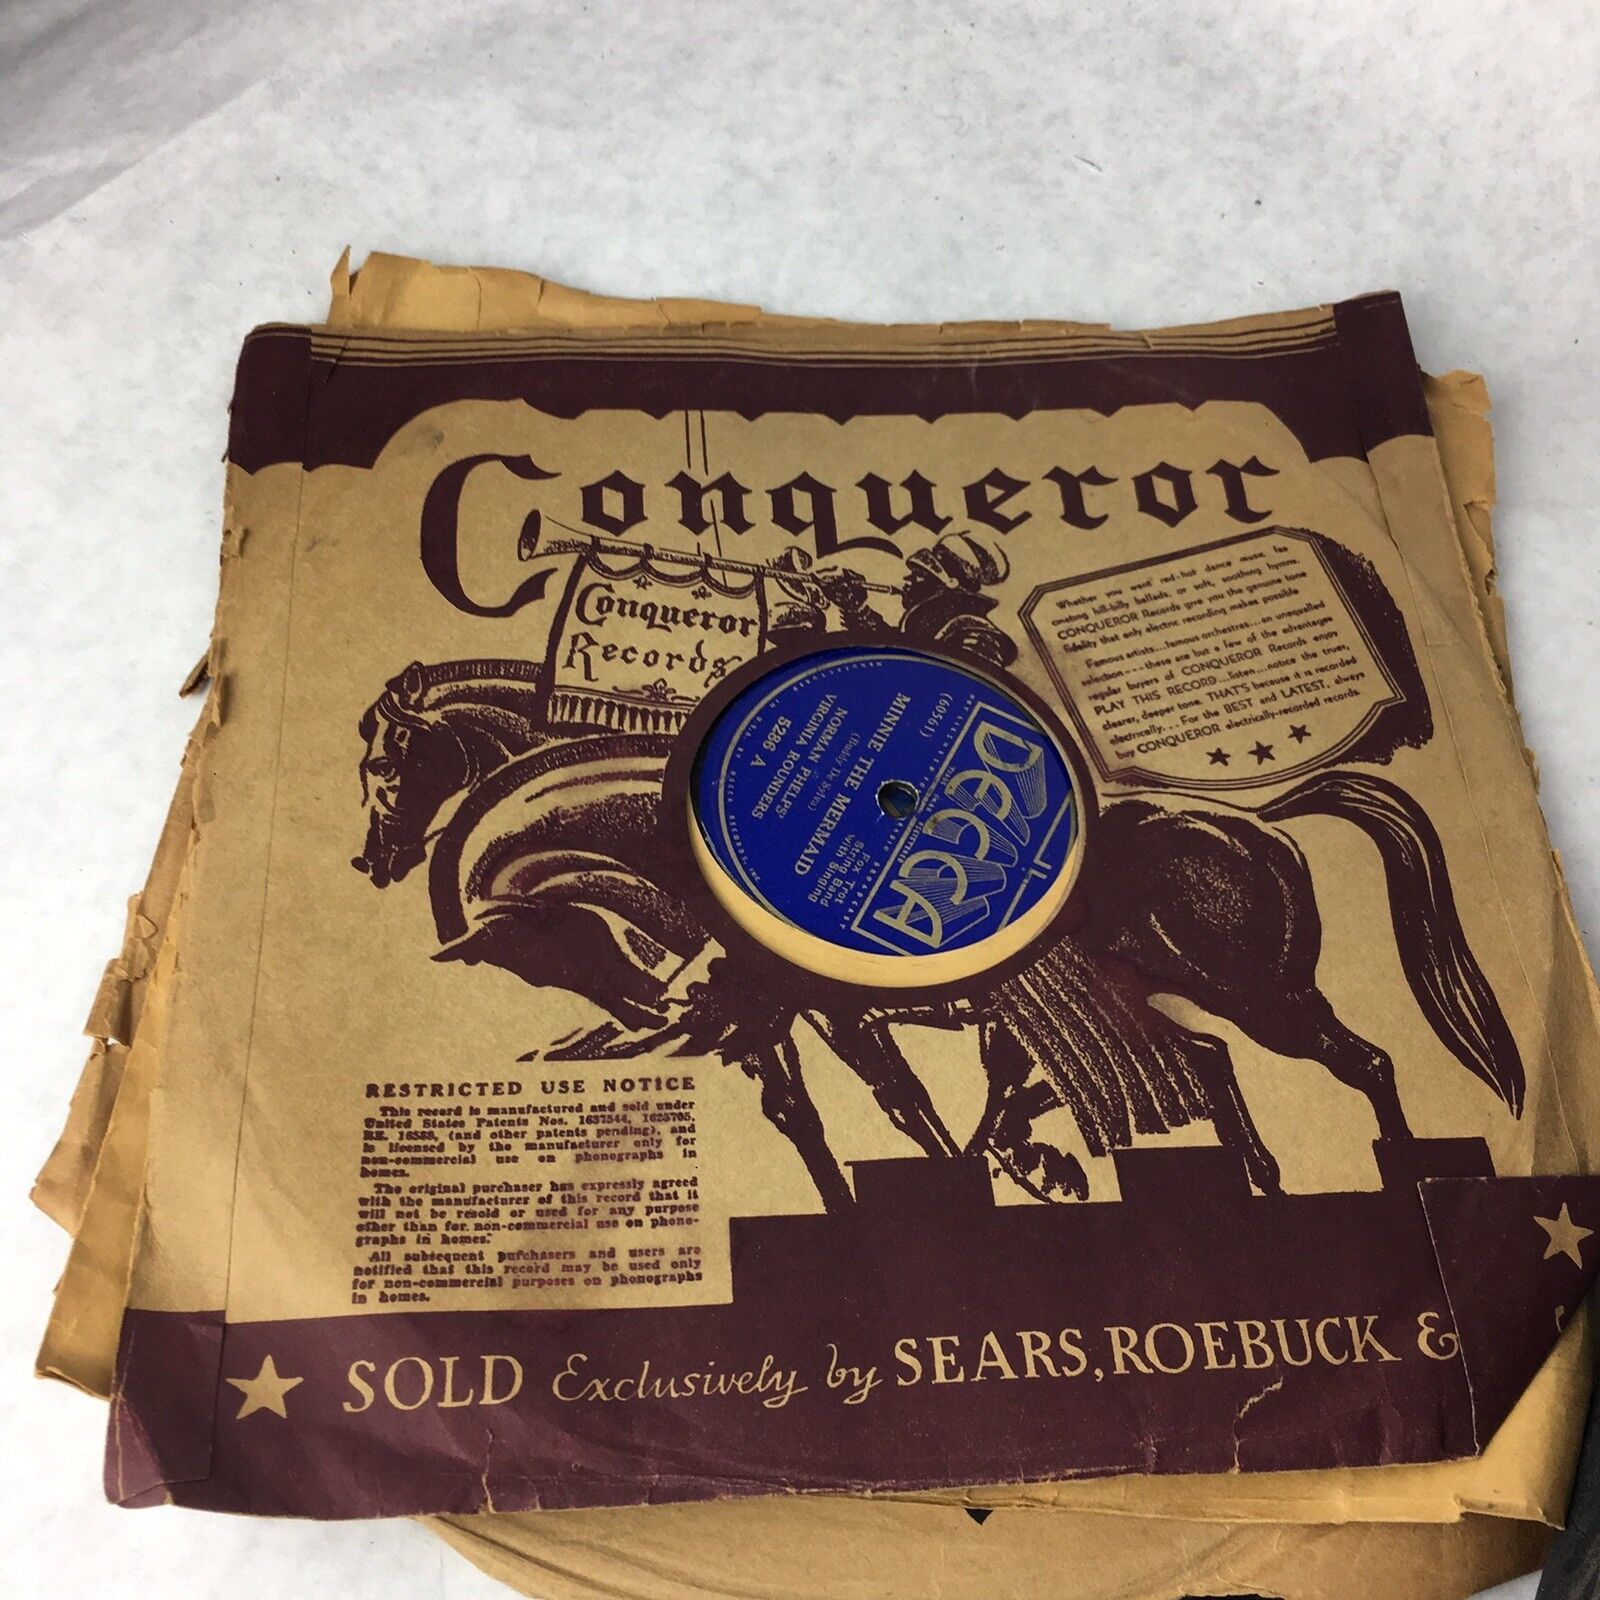 Conqueror
Conqueror
Records
Whether you want red-hot dance music, fas-
cinating hill-billy ballads, or soft, soothing hymns,
CONQUEROR Records give you the genuine tone
fidelity that only electric recording makes possible
Famous artists...famous orchestras...an unequalled
selection---these are but a few of the advantages
regular buyers of CONQUEROR Records enjoy
PLAY THIS RECORD...listen...notice the truer,
clearer, deeper tone. THAT'S because it is recorded
electrically....For the BEST and LATEST, always
buy CONQUEROR electrically-recorded records.
DECCA
(60561)
Fox Trot
String Band
with Singing
MINNIE THE MERMAID
(Buddy De Sylva)
NORMAN PHELPS'
VIRGINIA ROUNDERS
5286 A
RESTRICTED USE NOTICE
This record is manufactured and sold under
United States Patents Nos. 1637544, 1625705,
RE. 16588, (and other patents pending), and
is licensed by the manufacturer only for
non-commercial use on phonographs in
homes.
The original purchaser has expressly agreed
with the manufacturer of this record that it
will not be resold or used for any purpose
other than for non-commercial use on phono-
graphs in homes.
All subsequent purchasers and users are
notified that this record may be used only
for non-commercial purposes on phonographs
in homes.
SOLD Exclusively by SEARS, ROEBUCK &